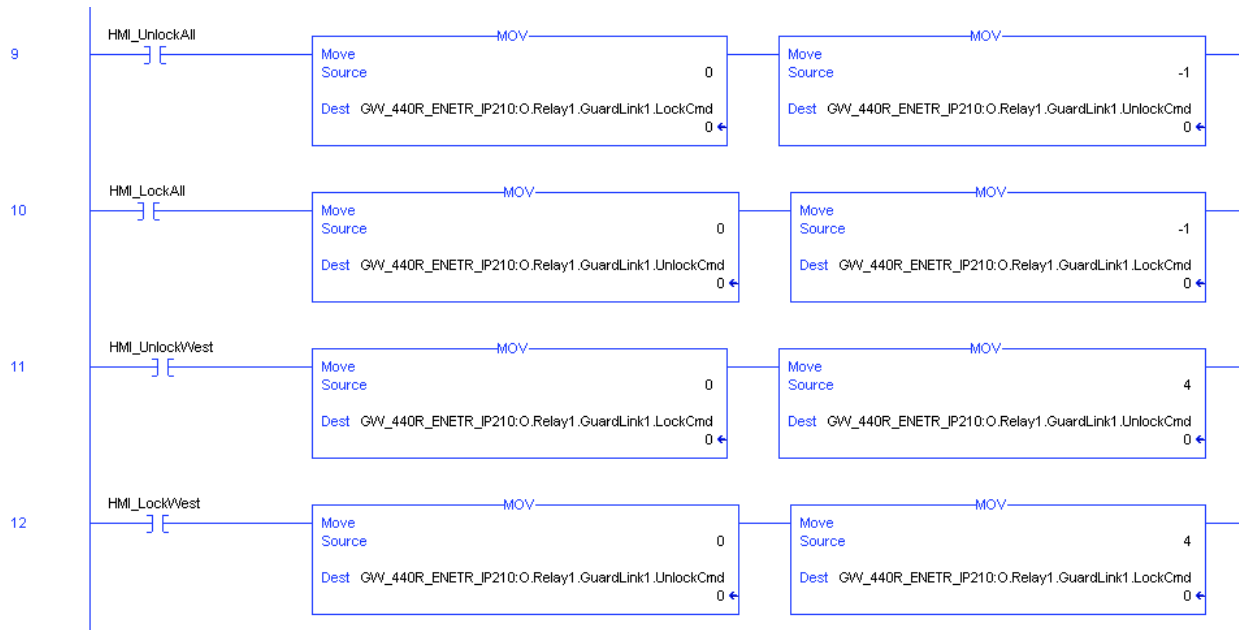 HMI_UnlockAll
9
MOV
Move
Source 0
Dest GW_440R_ENETR_IP210:O.Relay1.GuardLink1.LockCmd
0
MOV
Move
Source -1
Dest GW_440R_ENETR_IP210:O.Relay1.GuardLink1.UnlockCmd
0
HMI_LockAll
10
MOV
Move
Source 0
Dest GW_440R_ENETR_IP210:O.Relay1.GuardLink1.UnlockCmd
0
MOV
Move
Source -1
Dest GW_440R_ENETR_IP210:O.Relay1.GuardLink1.LockCmd
0
HMI_UnlockWest
11
MOV
Move
Source 0
Dest GW_440R_ENETR_IP210:O.Relay1.GuardLink1.LockCmd
0
MOV
Move
Source 4
Dest GW_440R_ENETR_IP210:O.Relay1.GuardLink1.UnlockCmd
0
HMI_LockWest
12
MOV
Move
Source 0
Dest GW_440R_ENETR_IP210:O.Relay1.GuardLink1.UnlockCmd
0
MOV
Move
Source 4
Dest GW_440R_ENETR_IP210:O.Relay1.GuardLink1.LockCmd
0